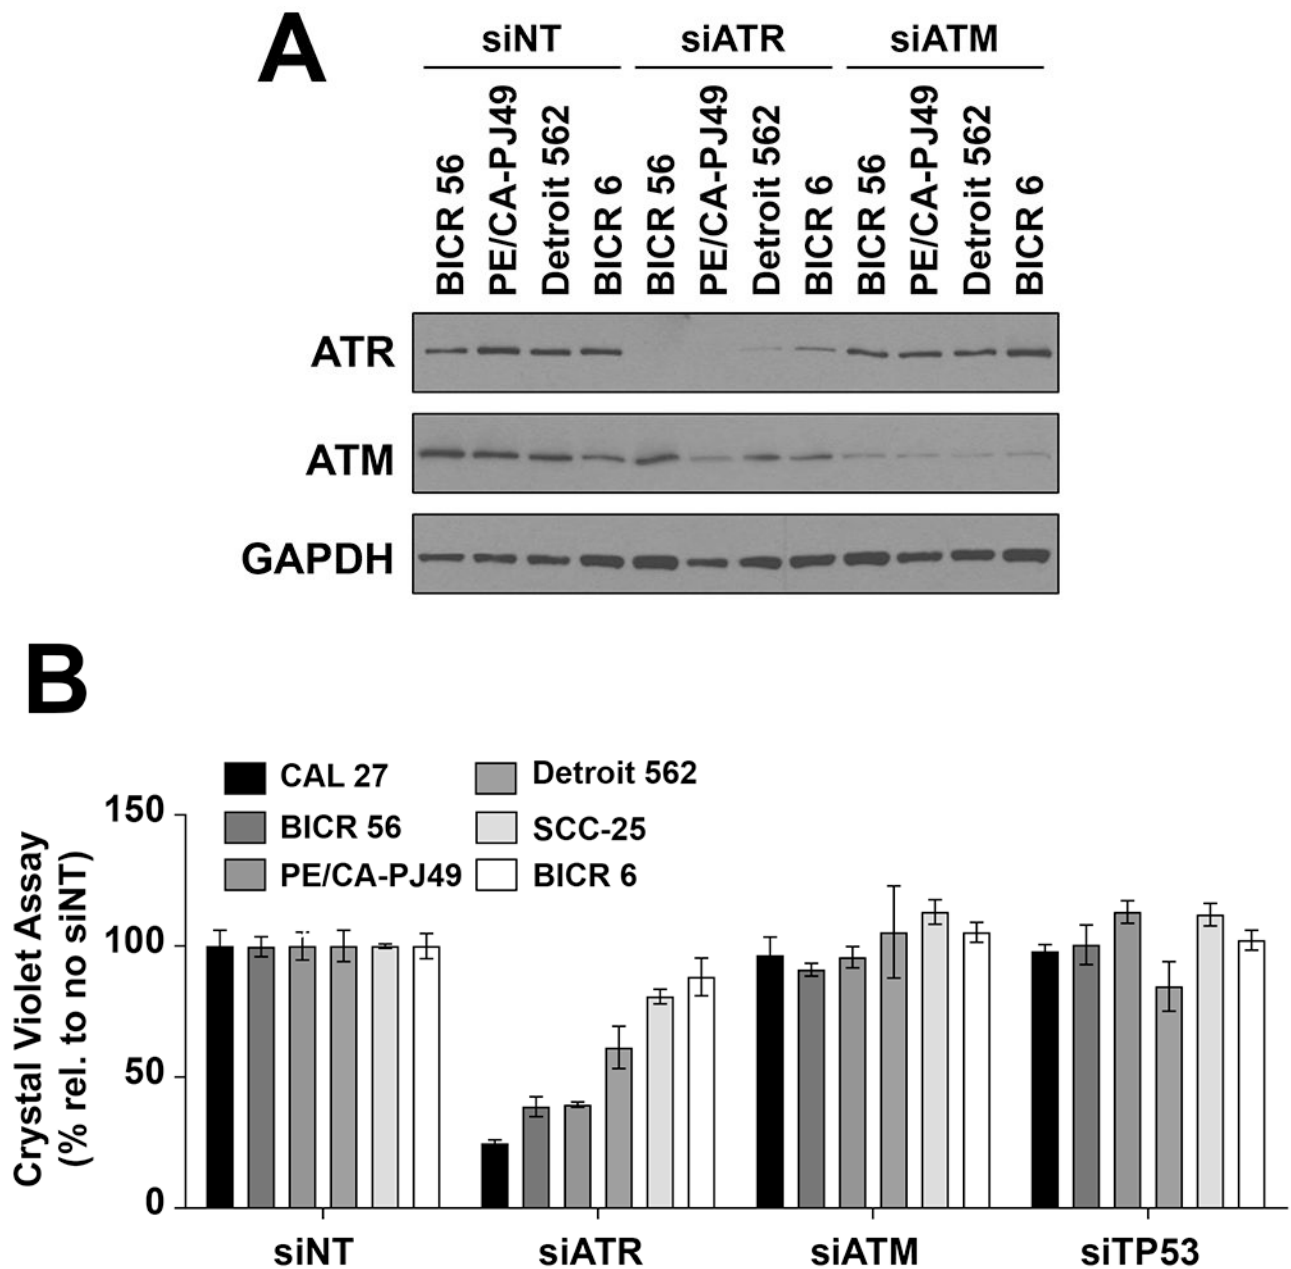 A
siNT siATR siATM
BICR 56 PE/CA-PJ49 Detroit 562 BICR 6 BICR 56 PE/CA-PJ49 Detroit 562 BICR 6 BICR 56 PE/CA-PJ49 Detroit 562 BICR 6
ATR
ATM
GAPDH
B
CAL 27 Detroit 562
BICR 56 SCC-25
PE/CA-PJ49 BICR 6
Crystal Violet Assay
(% rel. to no siNT)
150
100
50
0
siNT siATR siATM siTP53